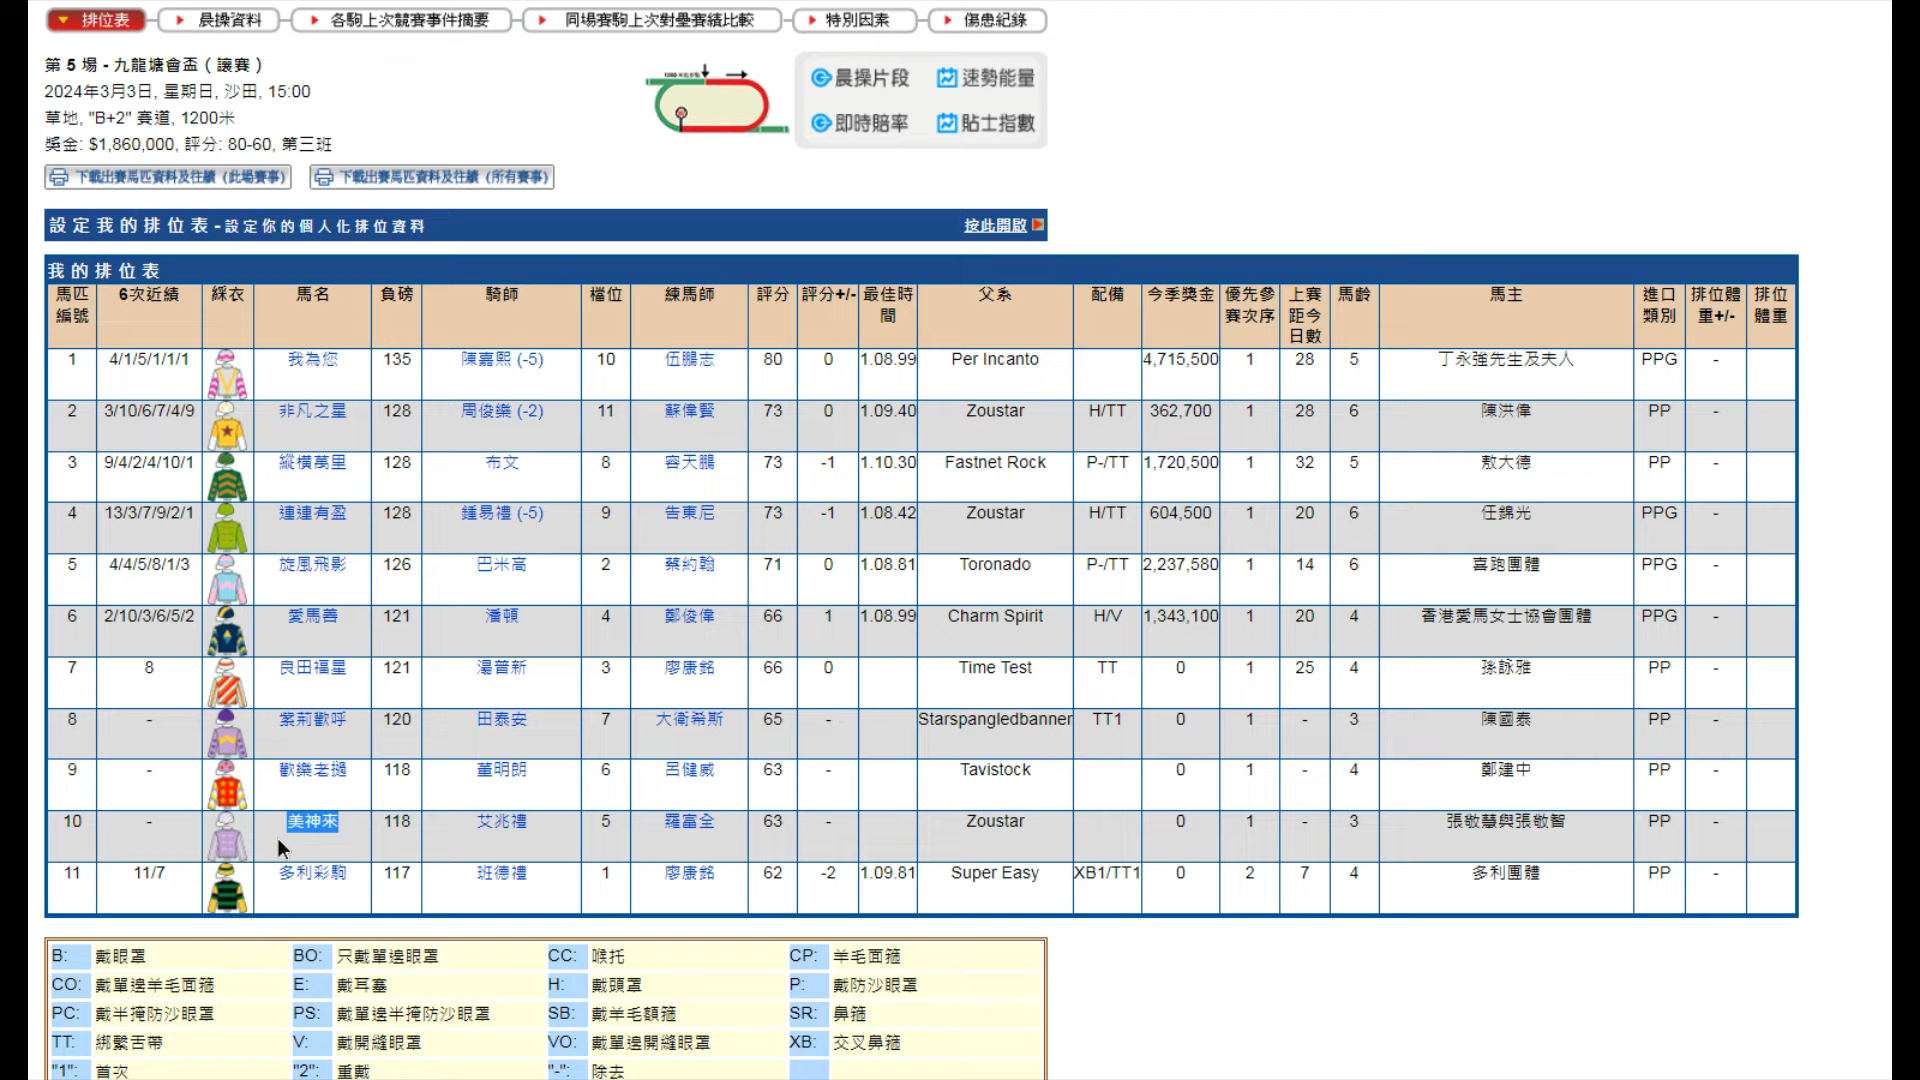 排位表 晨操資料 各駒上次競賽事件摘要 同場賽駒上次對壘賽績比較 特別因素 傷患紀錄
第 5 場 - 九龍塘會盃 ( 讓賽 )
2024年3月3日, 星期日, 沙田, 15:00
草地, "B+2" 賽道, 1200米
獎金: $1,860,000, 評分: 80-60, 第三班
晨操片段 速勢能量
即時賠率 貼士指數
下載出賽馬匹資料及往績 (此場賽事) 下載出賽馬匹資料及往績 (所有賽事)
設定我的排位表-設定你的個人化排位資料 按此開啟
我的排位表
馬匹編號 6次近績 綵衣 馬名 負磅 騎師 檔位 練馬師 評分 評分+/- 最佳時間 父系 配備 今季獎金 優先參賽次序 上賽距今日數 馬齡 馬主 進口類別 排位體重+/- 排位體重
1 4/1/5/1/1/1 我為您 135 陳嘉熙 (-5) 10 伍鵬志 80 0 1.08.99 Per Incanto 4,715,500 1 28 5 丁永強先生及夫人 PPG -
2 3/10/6/7/4/9 非凡之星 128 周俊樂 (-2) 11 蘇偉賢 73 0 1.09.40 Zoustar H/TT 362,700 1 28 6 陳洪偉 PP -
3 9/4/2/4/10/1 縱橫萬里 128 布文 8 容天鵬 73 -1 1.10.30 Fastnet Rock P-/TT 1,720,500 1 32 5 敖大德 PP -
4 13/3/7/9/2/1 連連有盈 128 鍾易禮 (-5) 9 告東尼 73 -1 1.08.42 Zoustar H/TT 604,500 1 20 6 任錦光 PPG -
5 4/4/5/8/1/3 旋風飛影 126 巴米高 2 蔡約翰 71 0 1.08.81 Toronado P-/TT 2,237,580 1 14 6 喜跑團體 PPG -
6 2/10/3/6/5/2 愛馬善 121 潘頓 4 鄭俊偉 66 1 1.08.99 Charm Spirit H/V 1,343,100 1 20 4 香港愛馬女士協會團體 PPG -
7 8 良田福星 121 湯普新 3 廖康銘 66 0 Time Test TT 0 1 25 4 孫詠雅 PP -
8 - 紫荊歡呼 120 田泰安 7 大衛希斯 65 - Starspangledbanner TT1 0 1 - 3 陳國泰 PP -
9 - 歡樂老撾 118 董明朗 6 呂健威 63 - Tavistock 0 1 - 4 鄭建中 PP -
10 - 美神來 118 艾兆禮 5 羅富全 63 - Zoustar 0 1 - 3 張敬慧與張敬智 PP -
11 11/7 多利彩駒 117 班德禮 1 廖康銘 62 -2 1.09.81 Super Easy XB1/TT1 0 2 7 4 多利團體 PP -
B: 戴眼罩 BO: 只戴單邊眼罩 CC: 喉托 CP: 羊毛面箍
CO: 戴單邊羊毛面箍 E: 戴耳塞 H: 戴頭罩 P: 戴防沙眼罩
PC: 戴半掩防沙眼罩 PS: 戴單邊半掩防沙眼罩 SB: 戴羊毛額箍 SR: 鼻箍
TT: 綁繫舌帶 V: 戴開縫眼罩 VO: 戴單邊開縫眼罩 XB: 交叉鼻箍
"1": 首次 "2": 重戴 "-": 除去